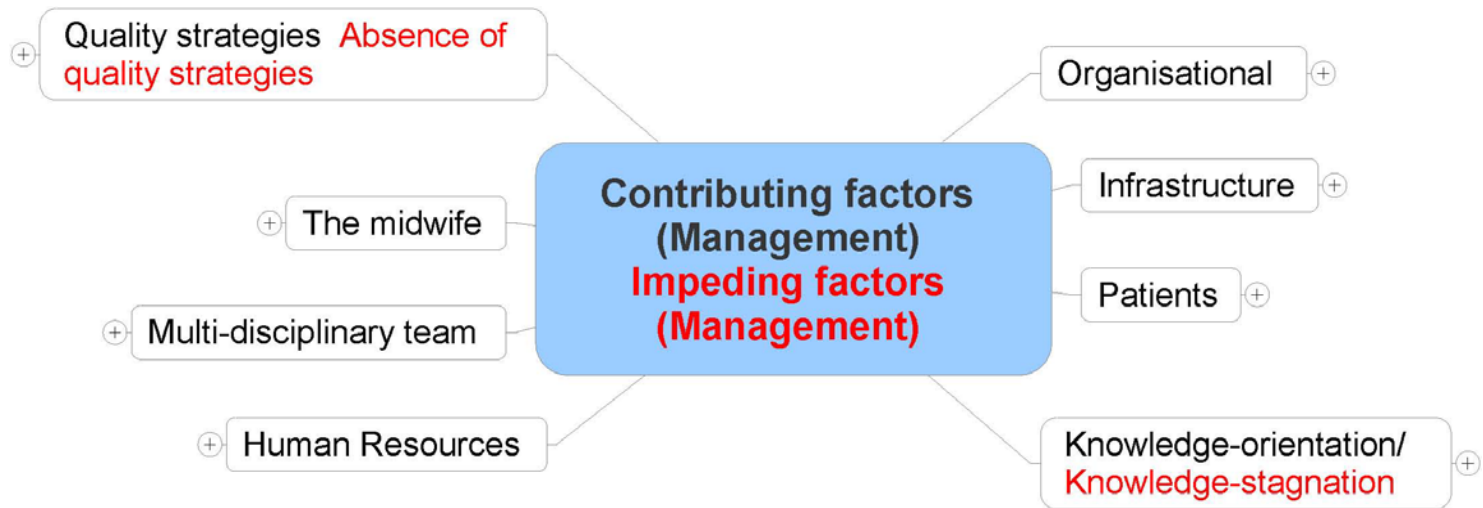 Quality strategies Absence of
quality strategies
The midwife
Multi-disciplinary team
Human Resources
Contributing factors
(Management)
Impeding factors
(Management)
Organisational
Infrastructure
Patients
Knowledge-orientation/
Knowledge-stagnation